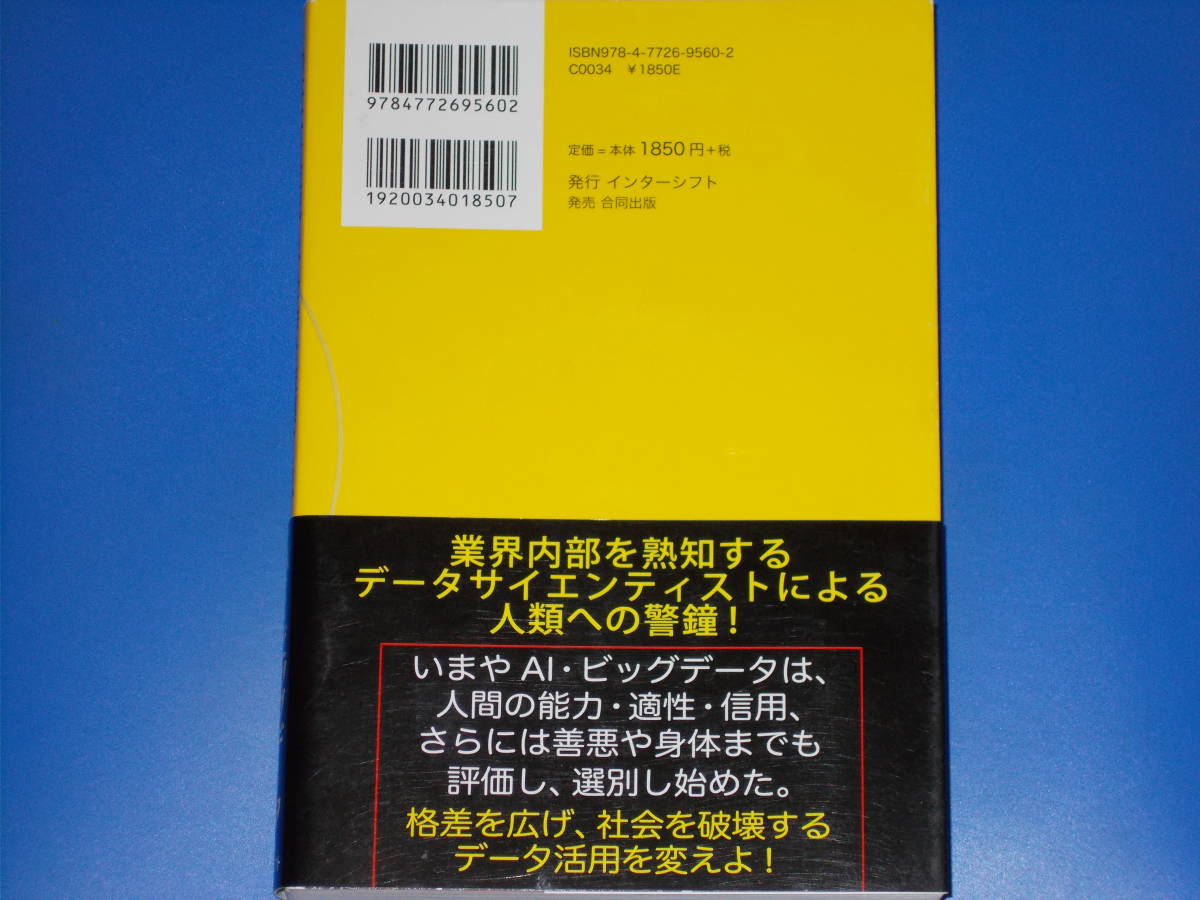 9784772695602
1920034018507
ISBN978-4-7726-9560-2
C0034 ¥1850E
定価＝本体 1850 円＋税
発行 インターシフト
発売 合同出版
業界内部を熟知する
データサイエンティストによる
人類への警鐘！
いまや AI・ビッグデータは、
人間の能力・適性・信用、
さらには善悪や身体までも
評価し、選別し始めた。
格差を広げ、社会を破壊する
データ活用を変えよ！